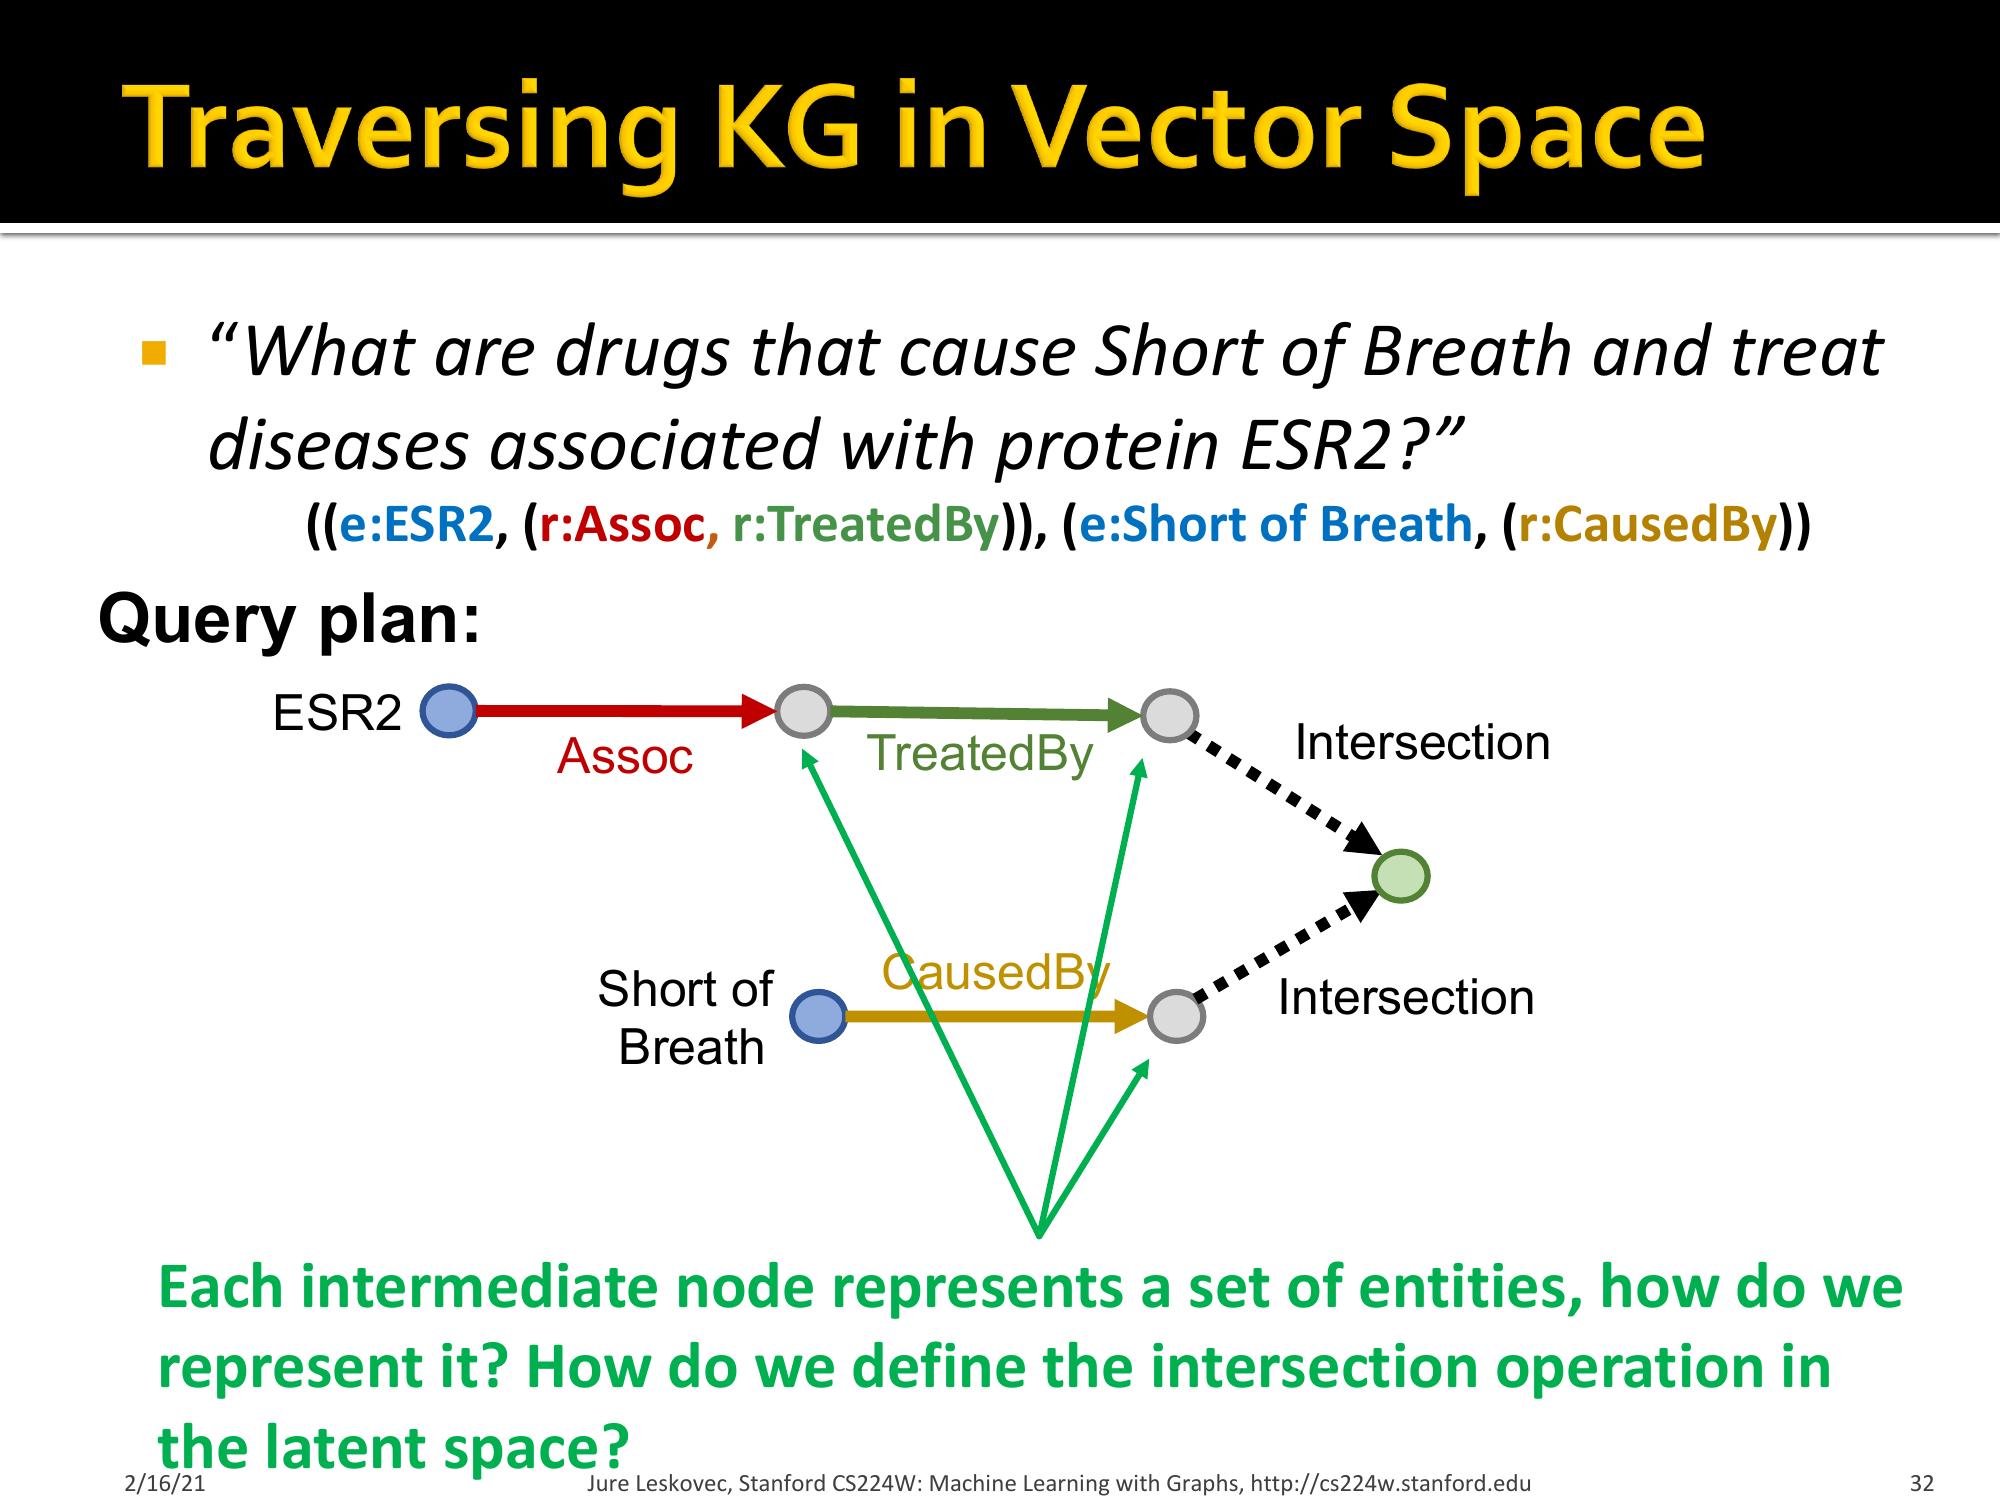 Traversing KG in Vector Space
“What are drugs that cause Short of Breath and treat
diseases associated with protein ESR2?”
((e:ESR2, (r:Assoc, r:TreatedBy)), (e:Short of Breath, (r:CausedBy))
Query plan:
ESR2
Assoc
TreatedBy
Intersection
CausedBy
Short of
Breath
Intersection
Each intermediate node represents a set of entities, how do we
represent it? How do we define the intersection operation in
the latent space?
2/16/21
Jure Leskovec, Stanford CS224W: Machine Learning with Graphs, http://cs224w.stanford.edu
32